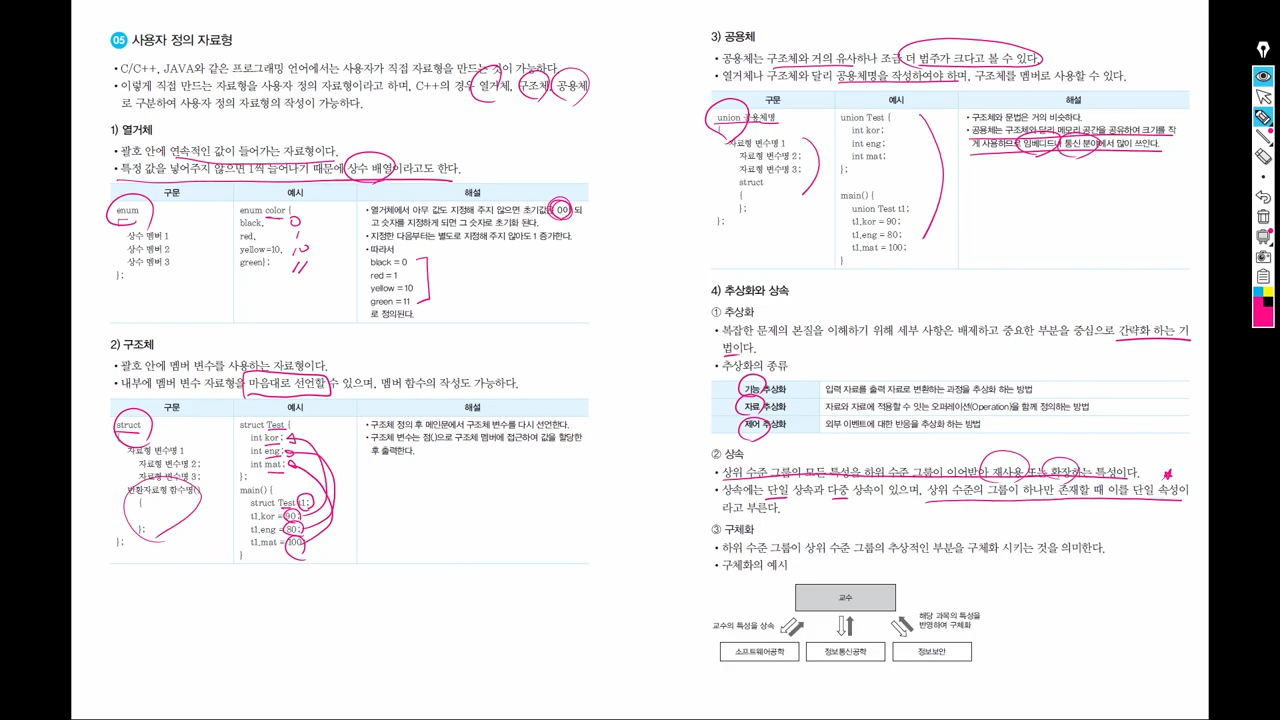 05 사용자 정의 자료형
• C/C++, JAVA와 같은 프로그래밍 언어에서는 사용자가 직접 자료형을 만드는 것이 가능하다.
• 이렇게 직접 만드는 자료형을 사용자 정의 자료형이라고 하며, C++의 경우 열거체, 구조체, 공용체
로 구분하여 사용자 정의 자료형의 작성이 가능하다.
1) 열거체
• 괄호 안에 연속적인 값이 들어가는 자료형이다.
• 특정 값을 넣어주지 않으면 1씩 늘어나기 때문에 상수 배열이라고도 한다.
구문 예시 해설
enum
상수 멤버 1
상수 멤버 2
상수 멤버 3
};
enum color {
black, 0
red, 1
yellow=10, 10
green}; 11
• 열거체에서 아무 값도 지정해 주지 않으면 초기값은 0이 되
고 숫자를 지정하게 되면 그 숫자로 초기화 된다.
• 지정한 다음부터는 별도로 지정해 주지 않아도 1 증가한다.
• 따라서
black = 0
red = 1
yellow = 10
green = 11
로 정의된다.
2) 구조체
• 괄호 안에 멤버 변수를 사용하는 자료형이다.
• 내부에 멤버 변수 자료형을 마음대로 선언할 수 있으며, 멤버 함수의 작성도 가능하다.
구문 예시 해설
struct
자료형 변수명 1
자료형 변수명 2;
자료형 변수명 3;
반환자료형 함수명()
{
};
};
struct Test {
int kor;
int eng;
int mat;
};
main() {
struct Test t1;
t1.kor = 90;
t1.eng = 80;
t1.mat = 100;
}
• 구조체 정의 후 메인문에서 구조체 변수를 다시 선언한다.
• 구조체 변수는 점(.)으로 구조체 멤버에 접근하여 값을 할당한
후 출력한다.
3) 공용체
• 공용체는 구조체와 거의 유사하나 조금 더 범주가 크다고 볼 수 있다.
• 열거체나 구조체와 달리 공용체명을 작성하여야 하며, 구조체를 멤버로 사용할 수 있다.
구문 예시 해설
union 공용체명
{
자료형 변수명 1
자료형 변수명 2;
자료형 변수명 3;
struct
{
};
};
union Test {
int kor;
int eng;
int mat;
};
main(){
union Test t1;
t1.kor = 90;
t1.eng = 80;
t1.mat = 100;
}
• 구조체와 문법은 거의 비슷하다.
• 공용체는 구조체와 달리 메모리 공간을 공유하여 크기를 작
게 사용하므로 임베디드나 통신 분야에서 많이 쓰인다.
4) 추상화와 상속
① 추상화
• 복잡한 문제의 본질을 이해하기 위해 세부 사항은 배제하고 중요한 부분을 중심으로 간략화 하는 기
법이다.
• 추상화의 종류
기능 추상화 입력 자료를 출력 자료로 변환하는 과정을 추상화 하는 방법
자료 추상화 자료와 자료에 적용할 수 있는 오퍼레이션(Operation)을 함께 정의하는 방법
제어 추상화 외부 이벤트에 대한 반응을 추상화 하는 방법
② 상속
• 상위 수준 그룹의 모든 특성을 하위 수준 그룹이 이어받아 재사용 또는 확장하는 특성이다.
• 상속에는 단일 상속과 다중 상속이 있으며, 상위 수준의 그룹이 하나만 존재할 때 이를 단일 속성이
라고 부른다.
③ 구체화
• 하위 수준 그룹이 상위 수준 그룹의 추상적인 부분을 구체화 시키는 것을 의미한다.
• 구체화의 예시
교수
교수의 특성을 상속
해당 과목의 특성을
반영하여 구체화
소프트웨어공학 정보통신공학 정보보안